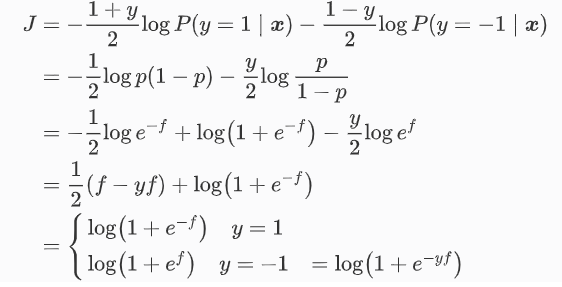 J = -\frac{1+y}{2} \log P(y = 1 \mid \boldsymbol{x}) - \frac{1-y}{2} \log P(y = -1 \mid \boldsymbol{x})
= -\frac{1}{2} \log p(1-p) - \frac{y}{2} \log \frac{p}{1-p}
= -\frac{1}{2} \log e^{-f} + \log(1 + e^{-f}) - \frac{y}{2} \log e^{f}
= \frac{1}{2}(f - yf) + \log(1 + e^{-f})
= \begin{cases} \log(1 + e^{-f}) & y = 1 \\ \log(1 + e^{f}) & y = -1 \end{cases} = \log(1 + e^{-yf})